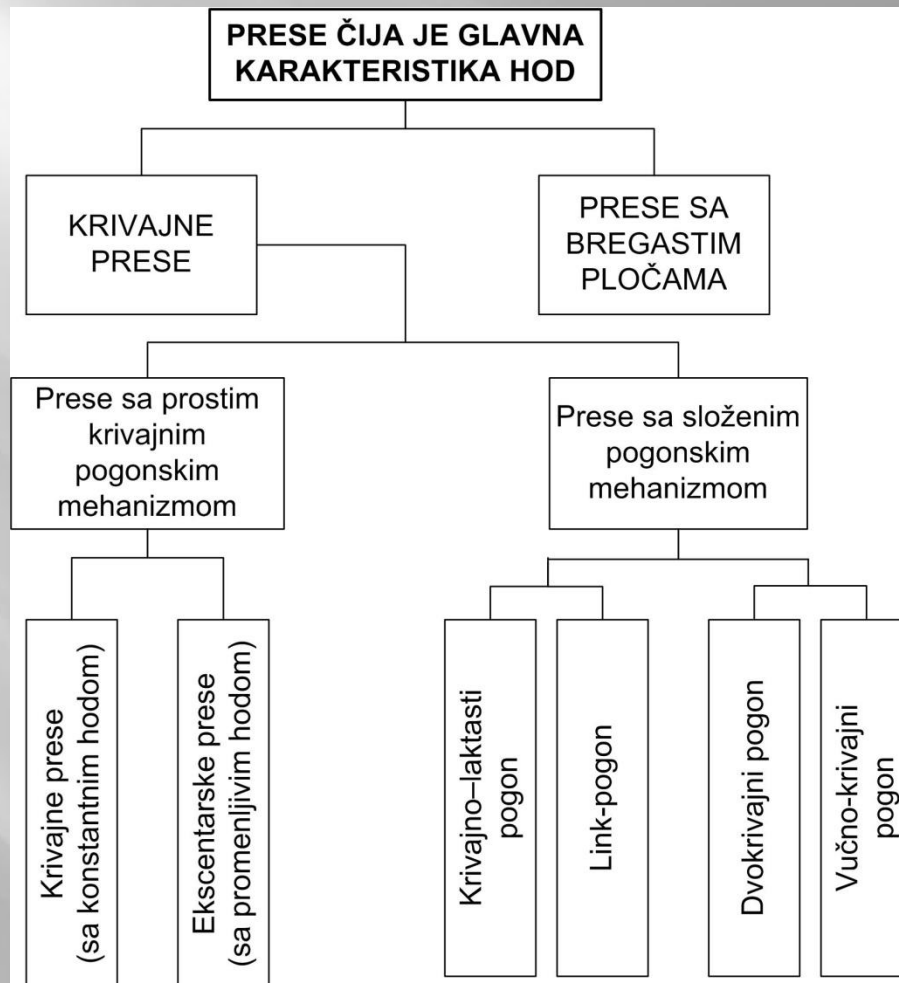 PRESE ČIJA JE GLAVNA
KARAKTERISTIKA HOD
KRIVAJNE
PRESE
PRESE SA
BREGASTIM
PLOČAMA
Prese sa prostim
krivajnim
pogonskim
mehanizmom
Prese sa složenim
pogonskim
mehanizmom
Krivajne prese
(sa konstantnim hodom)
Ekscentarske prese
(sa promenljivim hodom)
Krivajno–laktasti
pogon
Link-pogon
Dvokrivajni pogon
Vučno-krivajni
pogon